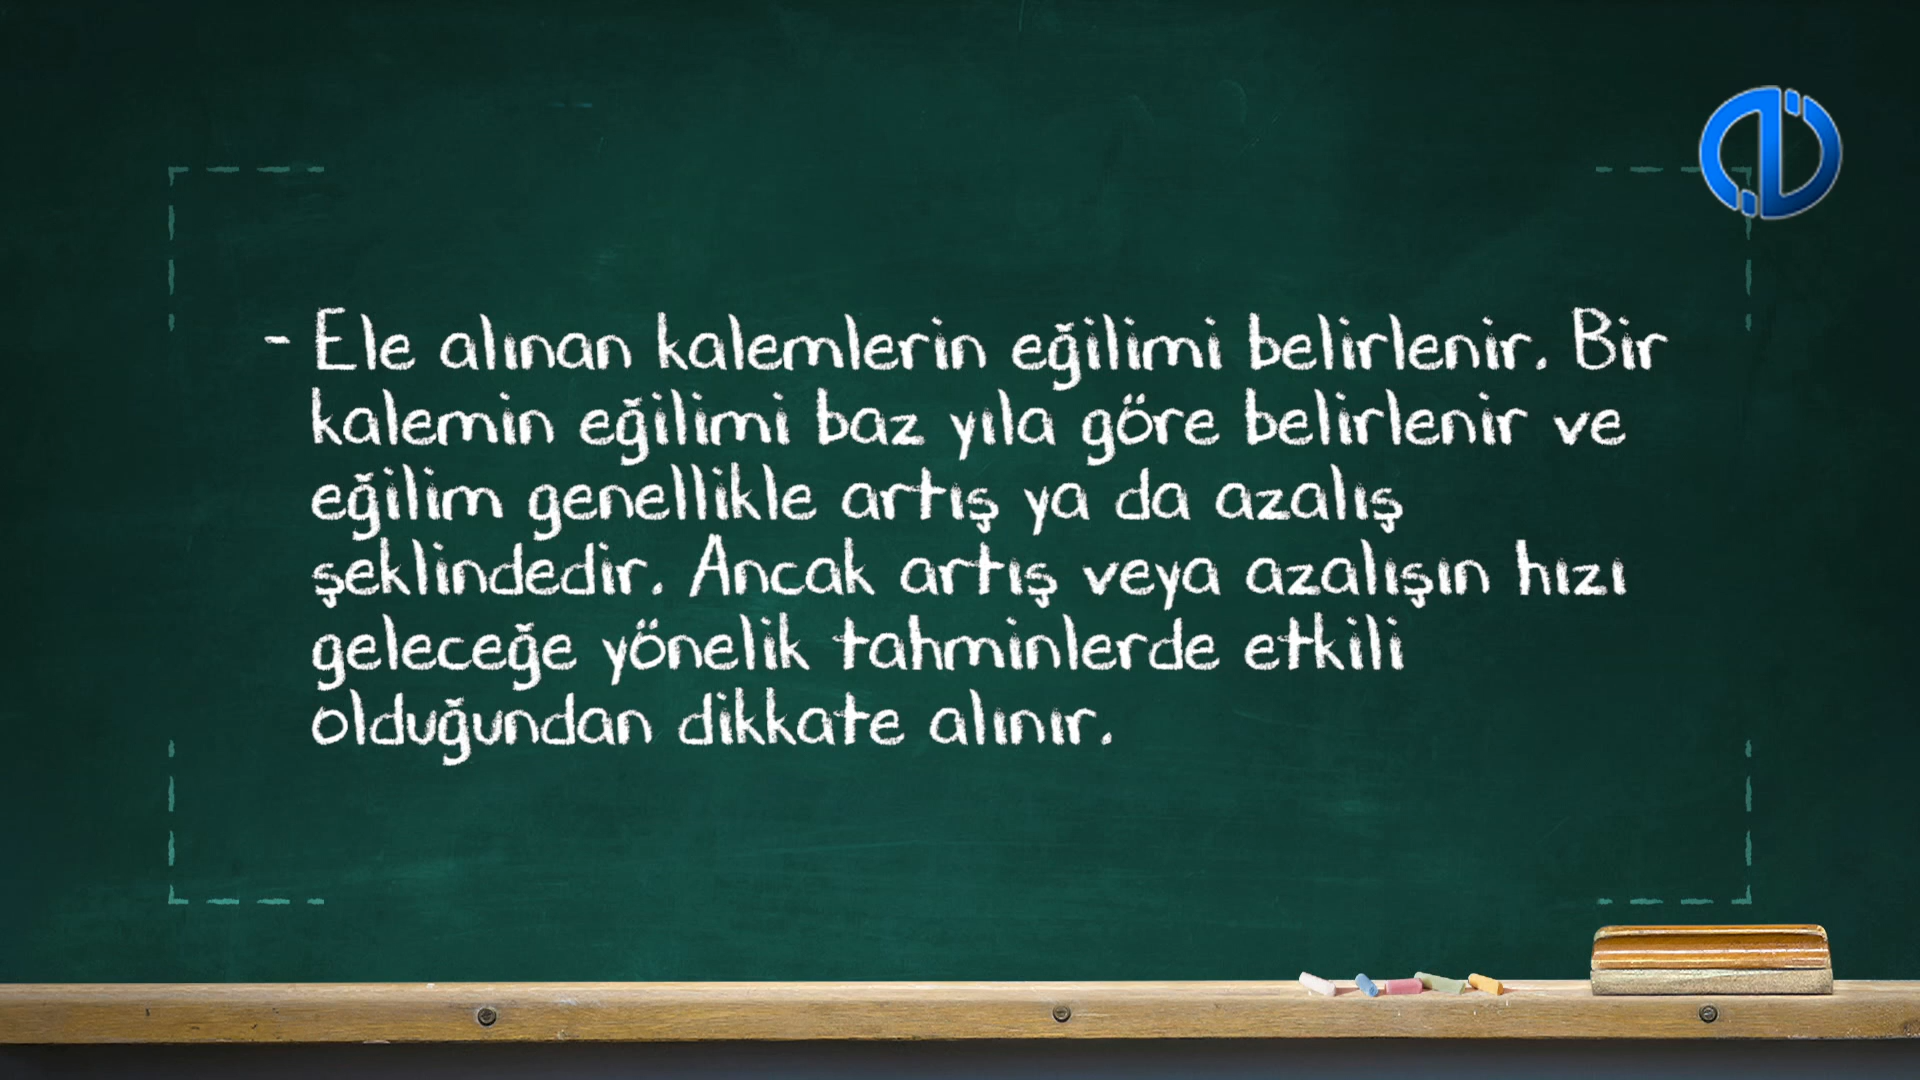 - Ele alınan kalemlerin eğilimi belirlenir. Bir
kalemin eğilimi baz yıla göre belirlenir ve
eğilim genellikle artış ya da azalış
şeklindedir. Ancak artış veya azalışın hızı
geleceğe yönelik tahminlerde etkili
olduğundan dikkate alınır.